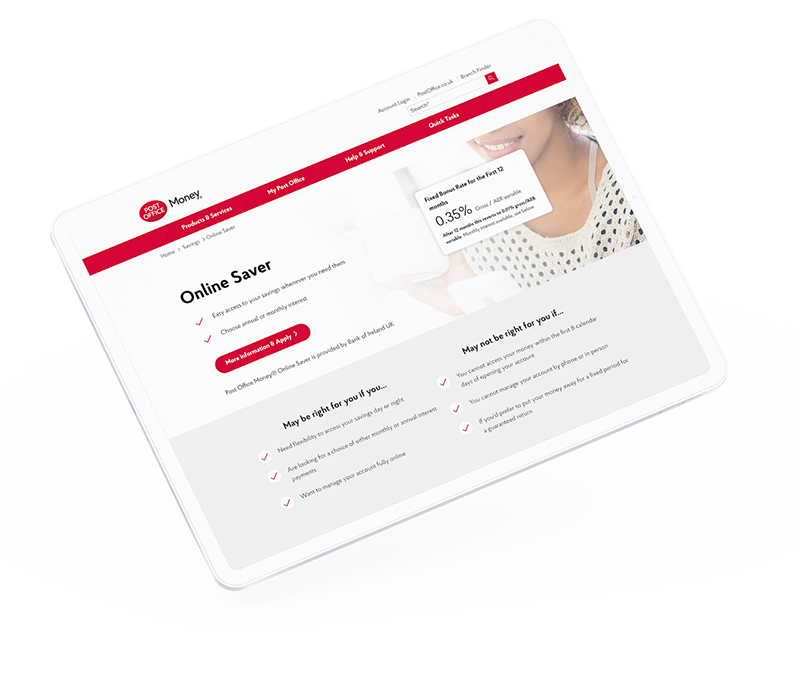 Account Login PostOffice.co.uk Branch Finder
Search*
POST
OFFICE
Money®
Products & Services My Post Office Help & Support Quick Tasks
Home > Savings > Online Saver
Fixed Bonus Rate for the First 12
months
0.35% Gross / AER variable
After 12 months this reverts to 0.01% gross/AER
variable. Monthly interest available, see below.
Online Saver
Easy access to your savings whenever you need them
Choose annual or monthly interest
More Information & Apply >
Post Office Money® Online Saver is provided by Bank of Ireland UK
May be right for you if you...
Need flexibility to access your savings day or night
Are looking for a choice of either monthly or annual interest
payments
Want to manage your account fully online
May not be right for you if...
You cannot access your money within the first 8 calendar
days of opening your account
You cannot manage your account by phone or in person
If you'd prefer to put your money away for a fixed period for
a guaranteed return